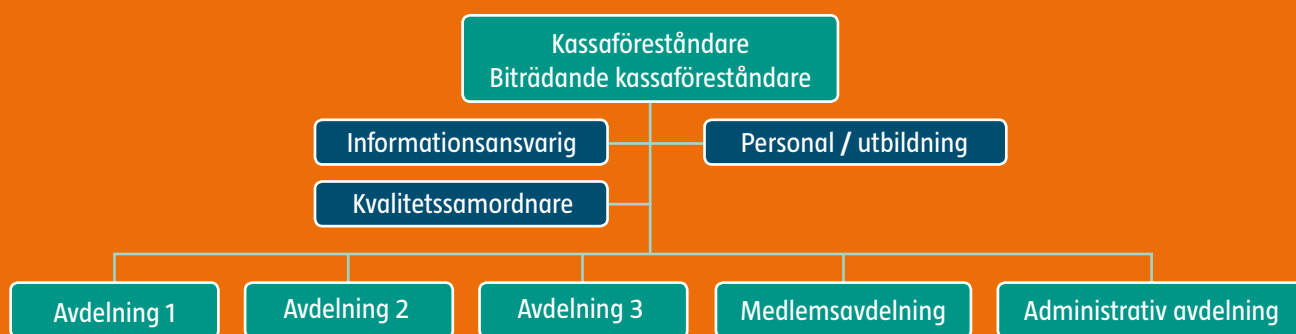 Kassaföreståndare
Biträdande kassaföreståndare
Informationsansvarig
Personal / utbildning
Kvalitetssamordnare
Avdelning 1
Avdelning 2
Avdelning 3
Medlemsavdelning
Administrativ avdelning